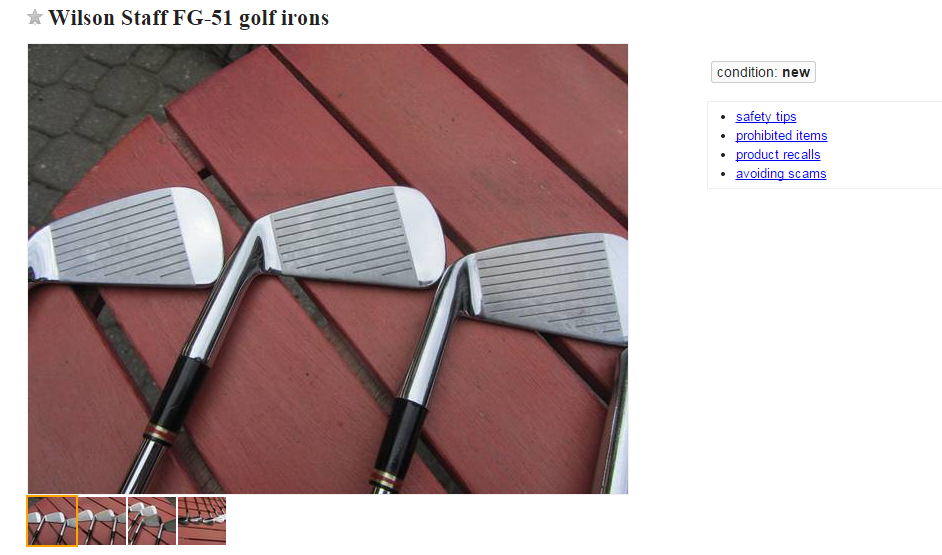 Wilson Staff FG-51 golf irons
condition: new
safety tips
prohibited items
product recalls
avoiding scams